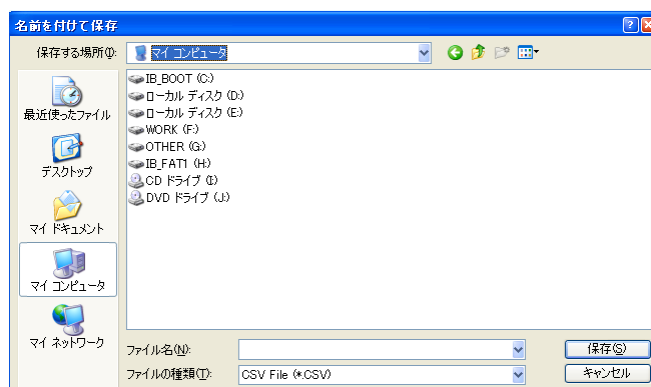 名前を付けて保存
保存する場所(I):
マイ コンピュータ
最近使ったファイル
デスクトップ
マイ ドキュメント
マイ コンピュータ
マイ ネットワーク
IB_BOOT (C:)
ローカル ディスク (D:)
ローカル ディスク (E:)
WORK (F:)
OTHER (G:)
IB_FAT1 (H:)
CD ドライブ (I:)
DVD ドライブ (J:)
ファイル名(N):
保存(S)
ファイルの種類(T):
CSV File (*.CSV)
キャンセル